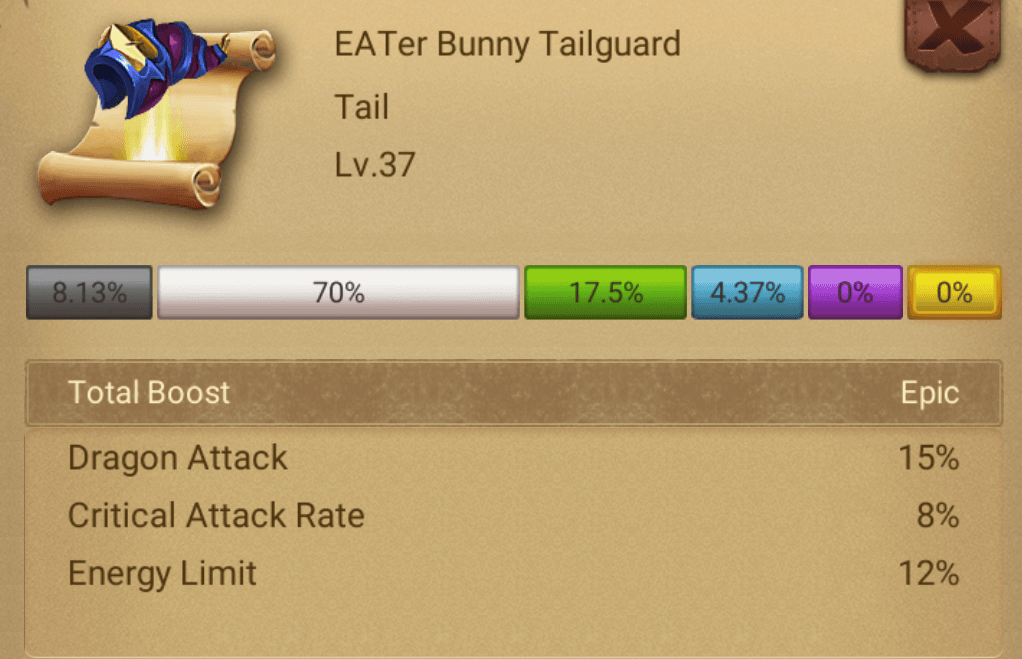 EATer Bunny Tailguard
Tail
Lv.37
8.13% 70% 17.5% 4.37% 0% 0%
Total Boost Epic
Dragon Attack 15%
Critical Attack Rate 8%
Energy Limit 12%